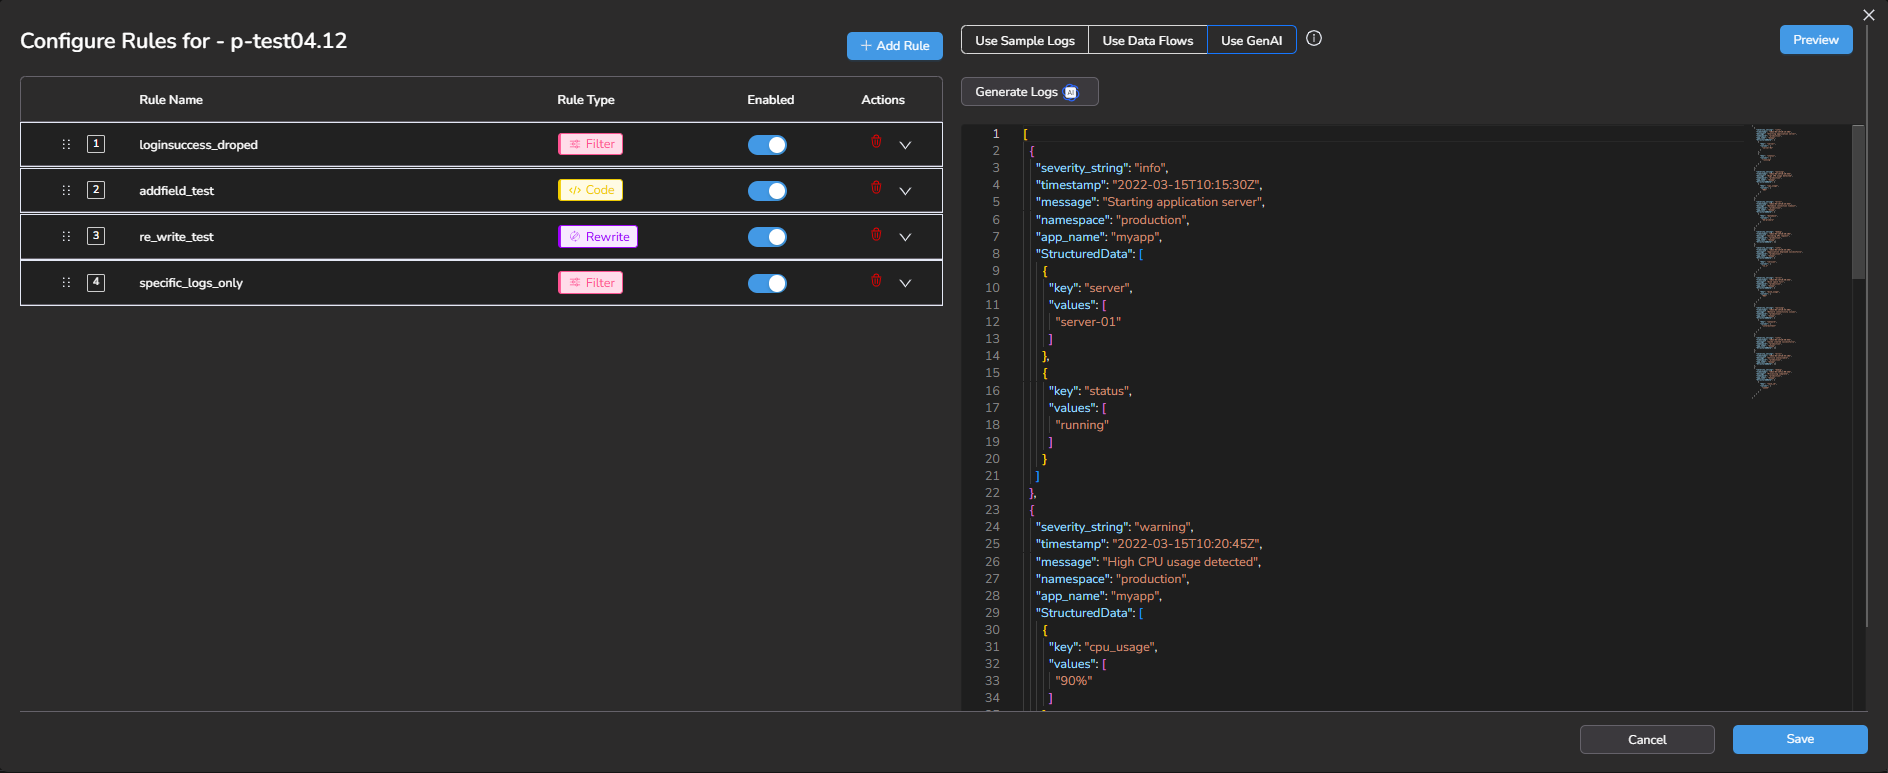 Configure Rules for - p-test04.12
+ Add Rule
Rule Name Rule Type Enabled Actions
1 loginsuccess_droped Filter
2 addfield_test </> Code
3 re_write_test Rewrite
4 specific_logs_only Filter
Use Sample Logs Use Data Flows Use GenAI
Preview
Generate Logs AI
1 [
2 {
3 "severity_string": "info",
4 "timestamp": "2022-03-15T10:15:30Z",
5 "message": "Starting application server",
6 "namespace": "production",
7 "app_name": "myapp",
8 "StructuredData": [
9 {
10 "key": "server",
11 "values": [
12 "server-01"
13 ]
14 },
15 {
16 "key": "status",
17 "values": [
18 "running"
19 ]
20 }
21 ]
22 },
23 {
24 "severity_string": "warning",
25 "timestamp": "2022-03-15T10:20:45Z",
26 "message": "High CPU usage detected",
27 "namespace": "production",
28 "app_name": "myapp",
29 "StructuredData": [
30 {
31 "key": "cpu_usage",
32 "values": [
33 "90%"
34 ]
Cancel Save